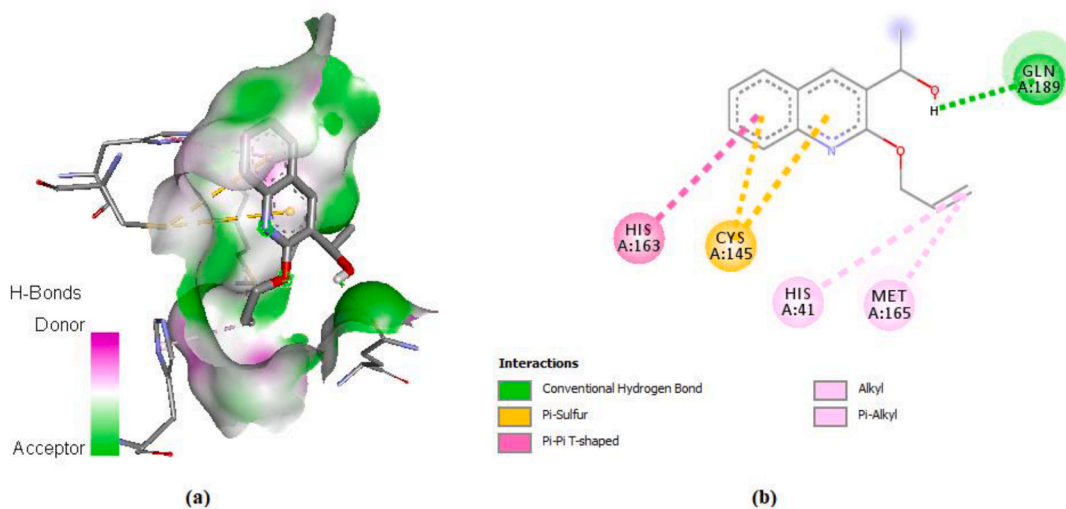 H-Bonds
Donor
Acceptor
(a)
O
H
N
O
GLN
A:189
HIS
A:163
CYS
A:145
HIS
A:41
MET
A:165
Interactions
Conventional Hydrogen Bond
Pi-Sulfur
Pi-Pi T-shaped
Alkyl
Pi-Alkyl
(b)